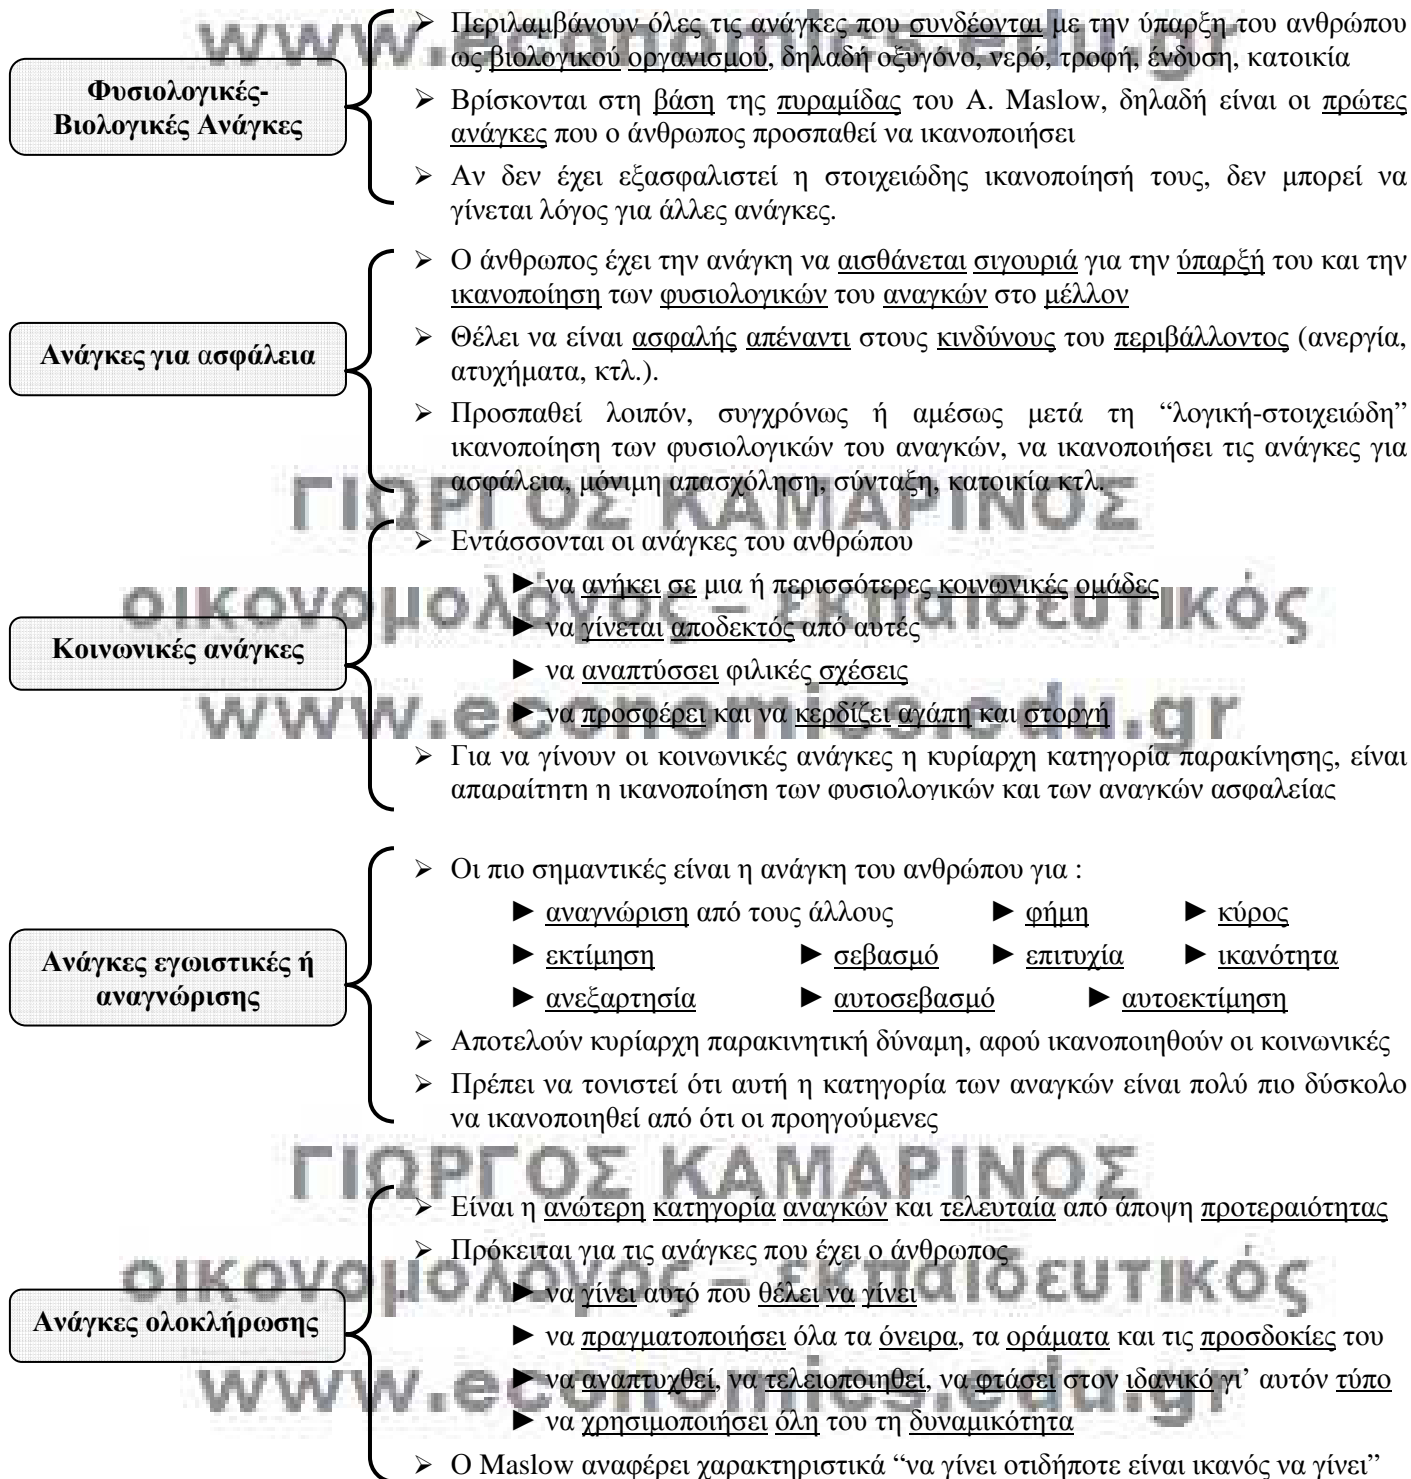 www.economics.edu.gr
Φυσιολογικές-
Βιολογικές Ανάγκες
➢ Περιλαμβάνουν όλες τις ανάγκες που συνδέονται με την ύπαρξη του ανθρώπου
ως βιολογικού οργανισμού, δηλαδή οξυγόνο, νερό, τροφή, ένδυση, κατοικία
➢ Βρίσκονται στη βάση της πυραμίδας του A. Maslow, δηλαδή είναι οι πρώτες
ανάγκες που ο άνθρωπος προσπαθεί να ικανοποιήσει
➢ Αν δεν έχει εξασφαλιστεί η στοιχειώδης ικανοποίησή τους, δεν μπορεί να
γίνεται λόγος για άλλες ανάγκες.
Ανάγκες για ασφάλεια
➢ Ο άνθρωπος έχει την ανάγκη να αισθάνεται σιγουριά για την ύπαρξή του και την
ικανοποίηση των φυσιολογικών του αναγκών στο μέλλον
➢ Θέλει να είναι ασφαλής απέναντι στους κινδύνους του περιβάλλοντος (ανεργία,
ατυχήματα, κτλ.).
➢ Προσπαθεί λοιπόν, συγχρόνως ή αμέσως μετά τη “λογική-στοιχειώδη”
ικανοποίηση των φυσιολογικών του αναγκών, να ικανοποιήσει τις ανάγκες για
ασφάλεια, μόνιμη απασχόληση, σύνταξη, κατοικία κτλ.
ΓΙΩΡΓΟΣ ΚΑΜΑΡΙΝΟΣ
οικονομολόγος – εκπαιδευτικός
www.economics.edu.gr
Κοινωνικές ανάγκες
➢ Εντάσσονται οι ανάγκες του ανθρώπου
► να ανήκει σε μια ή περισσότερες κοινωνικές ομάδες
► να γίνεται αποδεκτός από αυτές
► να αναπτύσσει φιλικές σχέσεις
► να προσφέρει και να κερδίζει αγάπη και στοργή
➢ Για να γίνουν οι κοινωνικές ανάγκες η κυρίαρχη κατηγορία παρακίνησης, είναι
απαραίτητη η ικανοποίηση των φυσιολογικών και των αναγκών ασφαλείας
Ανάγκες εγωιστικές ή
αναγνώρισης
➢ Οι πιο σημαντικές είναι η ανάγκη του ανθρώπου για :
► αναγνώριση από τους άλλους ► φήμη ► κύρος
► εκτίμηση ► σεβασμό ► επιτυχία ► ικανότητα
► ανεξαρτησία ► αυτοσεβασμό ► αυτοεκτίμηση
➢ Αποτελούν κυρίαρχη παρακινητική δύναμη, αφού ικανοποιηθούν οι κοινωνικές
➢ Πρέπει να τονιστεί ότι αυτή η κατηγορία των αναγκών είναι πολύ πιο δύσκολο
να ικανοποιηθεί από ότι οι προηγούμενες
ΓΙΩΡΓΟΣ ΚΑΜΑΡΙΝΟΣ
οικονομολόγος – εκπαιδευτικός
www.economics.edu.gr
Ανάγκες ολοκλήρωσης
➢ Είναι η ανώτερη κατηγορία αναγκών και τελευταία από άποψη προτεραιότητας
➢ Πρόκειται για τις ανάγκες που έχει ο άνθρωπος
► να γίνει αυτό που θέλει να γίνει
► να πραγματοποιήσει όλα τα όνειρα, τα οράματα και τις προσδοκίες του
► να αναπτυχθεί, να τελειοποιηθεί, να φτάσει στον ιδανικό γι’ αυτόν τύπο
► να χρησιμοποιήσει όλη του τη δυναμικότητα
➢ Ο Maslow αναφέρει χαρακτηριστικά “να γίνει οτιδήποτε είναι ικανός να γίνει”